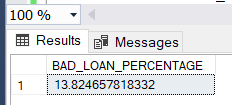 100 %
Results Messages
BAD_LOAN_PERCENTAGE
1 13.824657818332